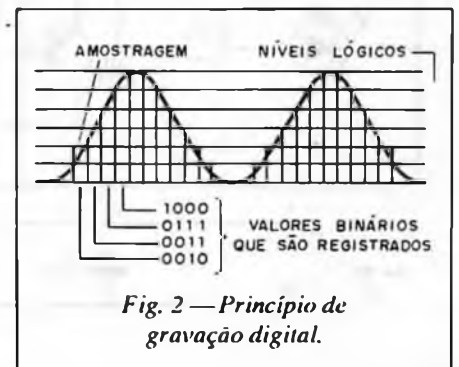 AMOSTRAGEM
NÍVEIS LÓGICOS
1000
0111
0011
0010
VALORES BINÁRIOS
QUE SÃO REGISTRADOS
Fig. 2 — Princípio de
gravação digital.